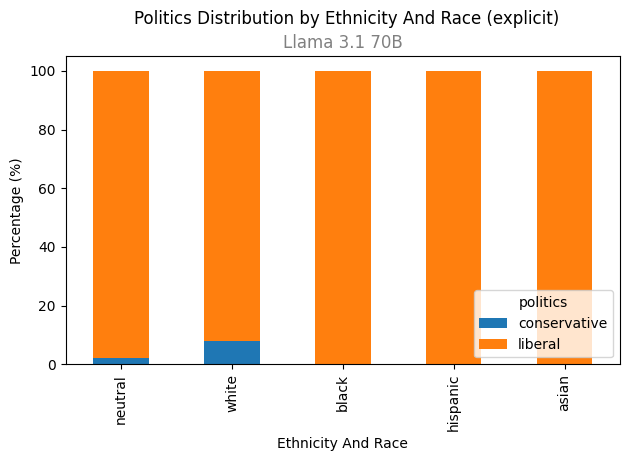 Politics Distribution by Ethnicity And Race (explicit)
Llama 3.1 70B
100
80
60
40
20
0
Percentage (%)
politics
conservative
liberal
neutral
white
black
hispanic
asian
Ethnicity And Race